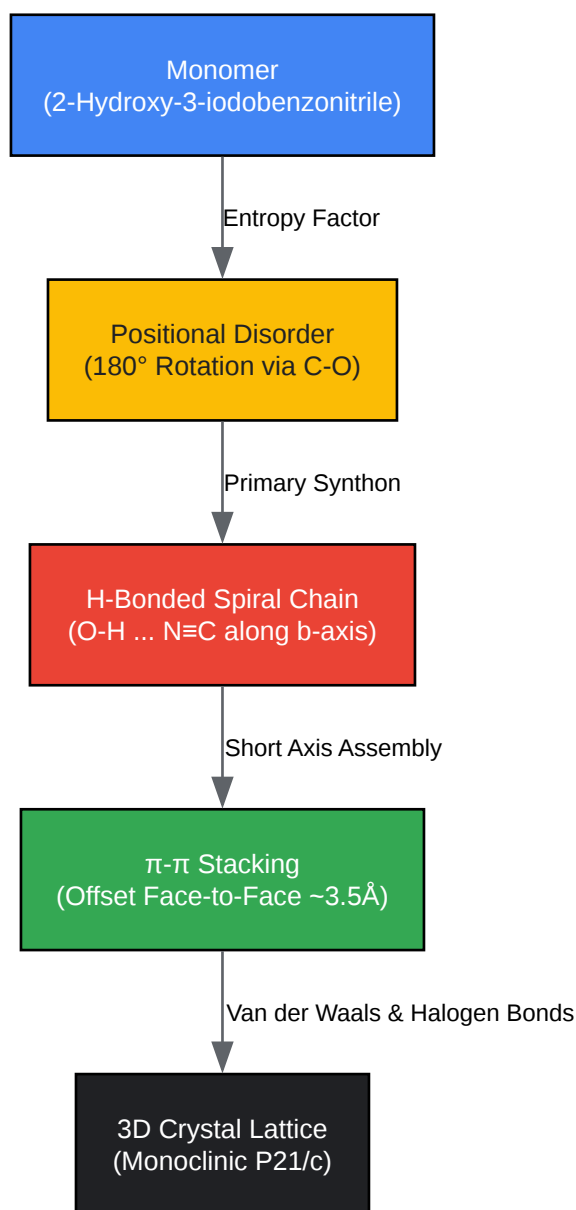 Monomer
(2-Hydroxy-3-iodobenzonitrile)
Entropy Factor
Positional Disorder
(180° Rotation via C-O)
Primary Synthon
H-Bonded Spiral Chain
(O-H ... N≡C along b-axis)
Short Axis Assembly
π-π Stacking
(Offset Face-to-Face ~3.5Å)
Van der Waals & Halogen Bonds
3D Crystal Lattice
(Monoclinic P21/c)